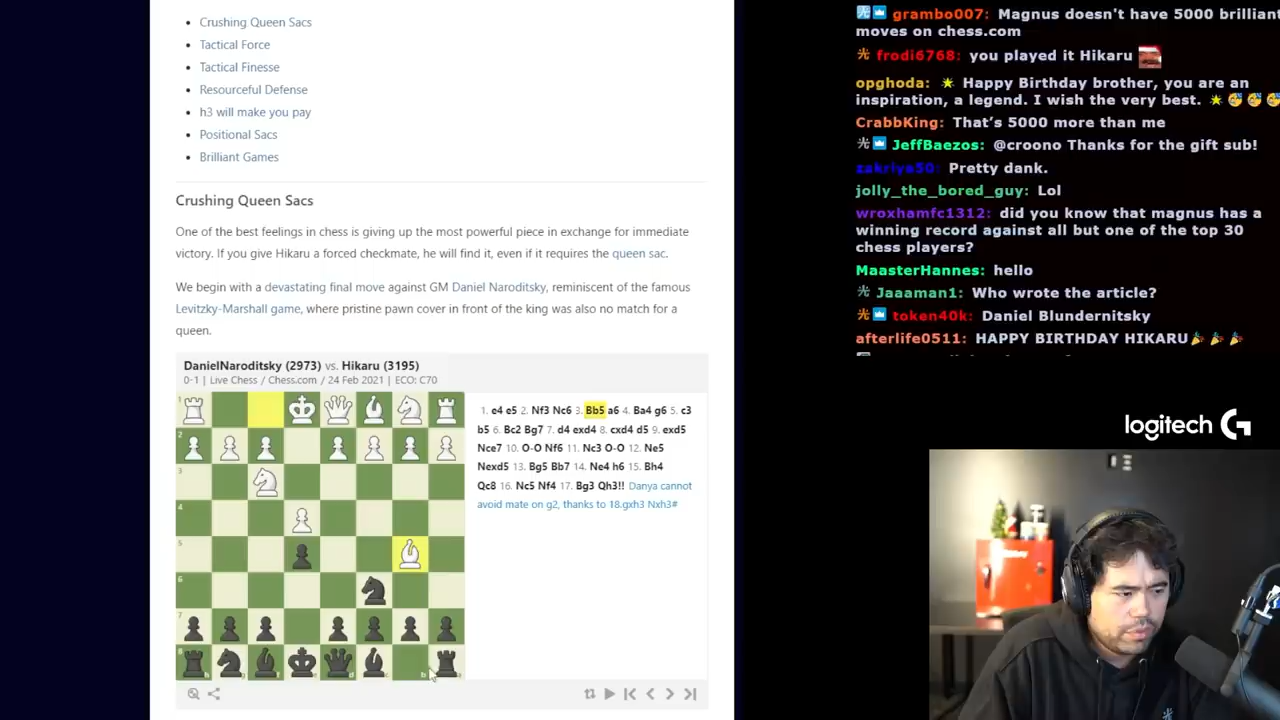 Crushing Queen Sacs
Tactical Force
Tactical Finesse
Resourceful Defense
h3 will make you pay
Positional Sacs
Brilliant Games
Crushing Queen Sacs
One of the best feelings in chess is giving up the most powerful piece in exchange for immediate
victory. If you give Hikaru a forced checkmate, he will find it, even if it requires the queen sac.
We begin with a devastating final move against GM Daniel Naroditsky, reminiscent of the famous
Levitzky-Marshall game, where pristine pawn cover in front of the king was also no match for a
queen.
DanielNaroditsky (2973) vs. Hikaru (3195)
0-1 | Live Chess / Chess.com / 24 Feb 2021 | ECO: C70
1
2
3
4
5
6
7
8
1. e4 e5 2. Nf3 Nc6 3. Bb5 a6 4. Ba4 g6 5. c3
b5 6. Bc2 Bg7 7. d4 exd4 8. cxd4 d5 9. exd5
Nce7 10. O-O Nf6 11. Nc3 O-O 12. Ne5
Nexd5 13. Bg5 Bb7 14. Ne4 h6 15. Bh4
Qc8 16. Nc5 Nf4 17. Bg3 Qh3!! Danya cannot
avoid mate on g2, thanks to 18.gxh3 Nxh3#
grambo007: Magnus doesn't have 5000 brilliant
moves on chess.com
frodi6768: you played it Hikaru
opghoda: Happy Birthday brother, you are an
inspiration, a legend. I wish the very best.
CrabbKing: That's 5000 more than me
JeffBaezos: @croono Thanks for the gift sub!
zakriya50: Pretty dank.
jolly_the_bored_guy: Lol
wroxhamfc1312: did you know that magnus has a
winning record against all but one of the top 30
chess players?
MaasterHannes: hello
Jaaaman1: Who wrote the article?
token40k: Daniel Blundernitsky
afterlife0511: HAPPY BIRTHDAY HIKARU
logitech G